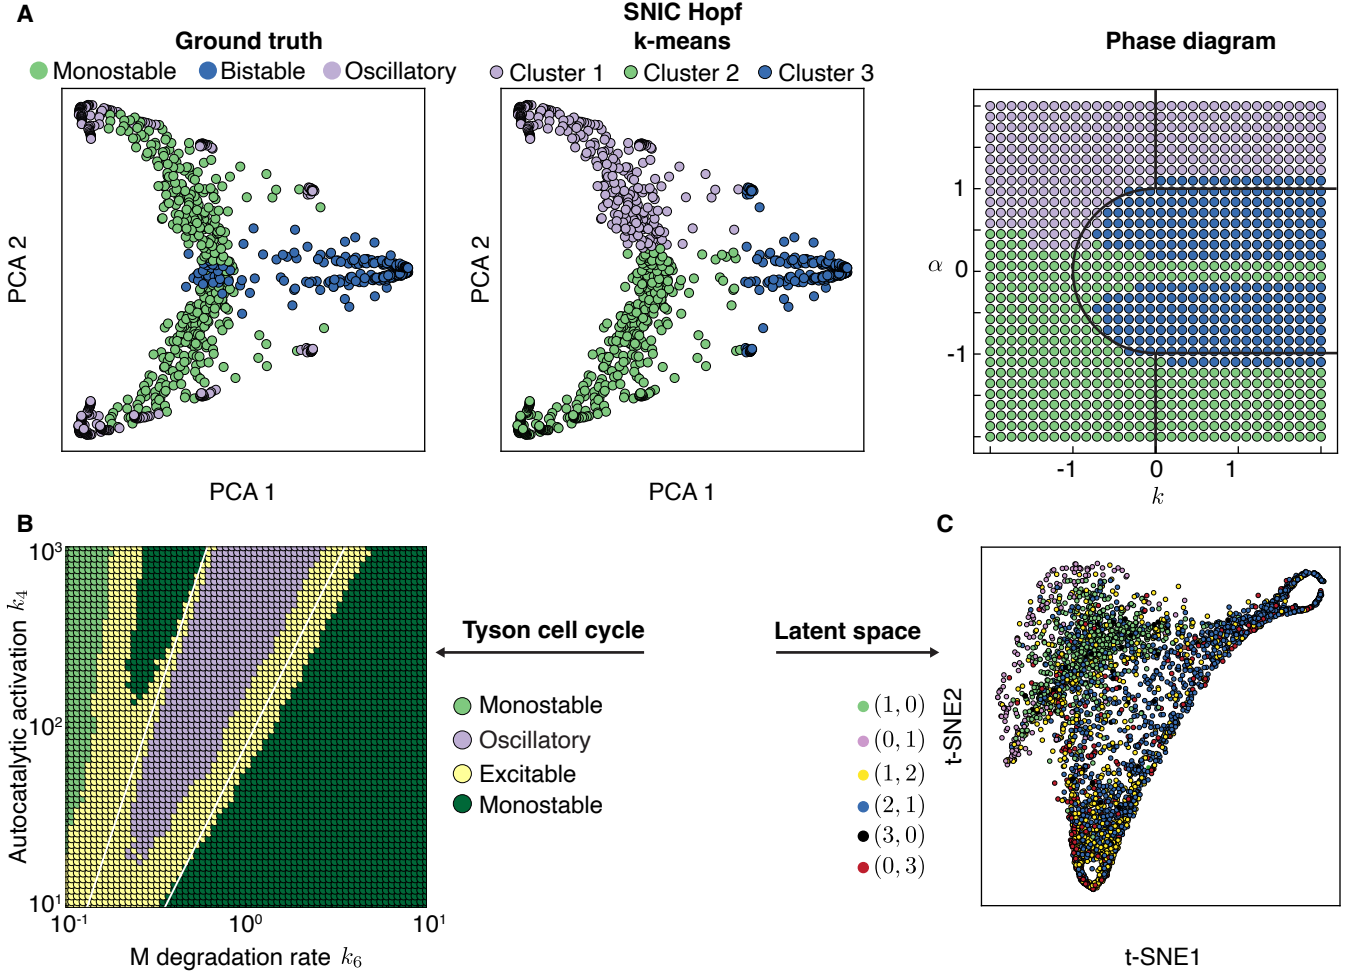 A
Ground truth
Monostable Bistable Oscillatory
PCA 2
PCA 1
SNIC Hopf
k-means
Cluster 1 Cluster 2 Cluster 3
PCA 2
PCA 1
Phase diagram
α
1
0
-1
-1 0 1
k
B
Autocatalytic activation k₄
10³
10²
10¹
10⁻¹ 10⁰ 10¹
M degradation rate k₆
Tyson cell cycle
Monostable
Oscillatory
Excitable
Monostable
C
Latent space
(1, 0)
(0, 1)
(1, 2)
(2, 1)
(3, 0)
(0, 3)
t-SNE2
t-SNE1